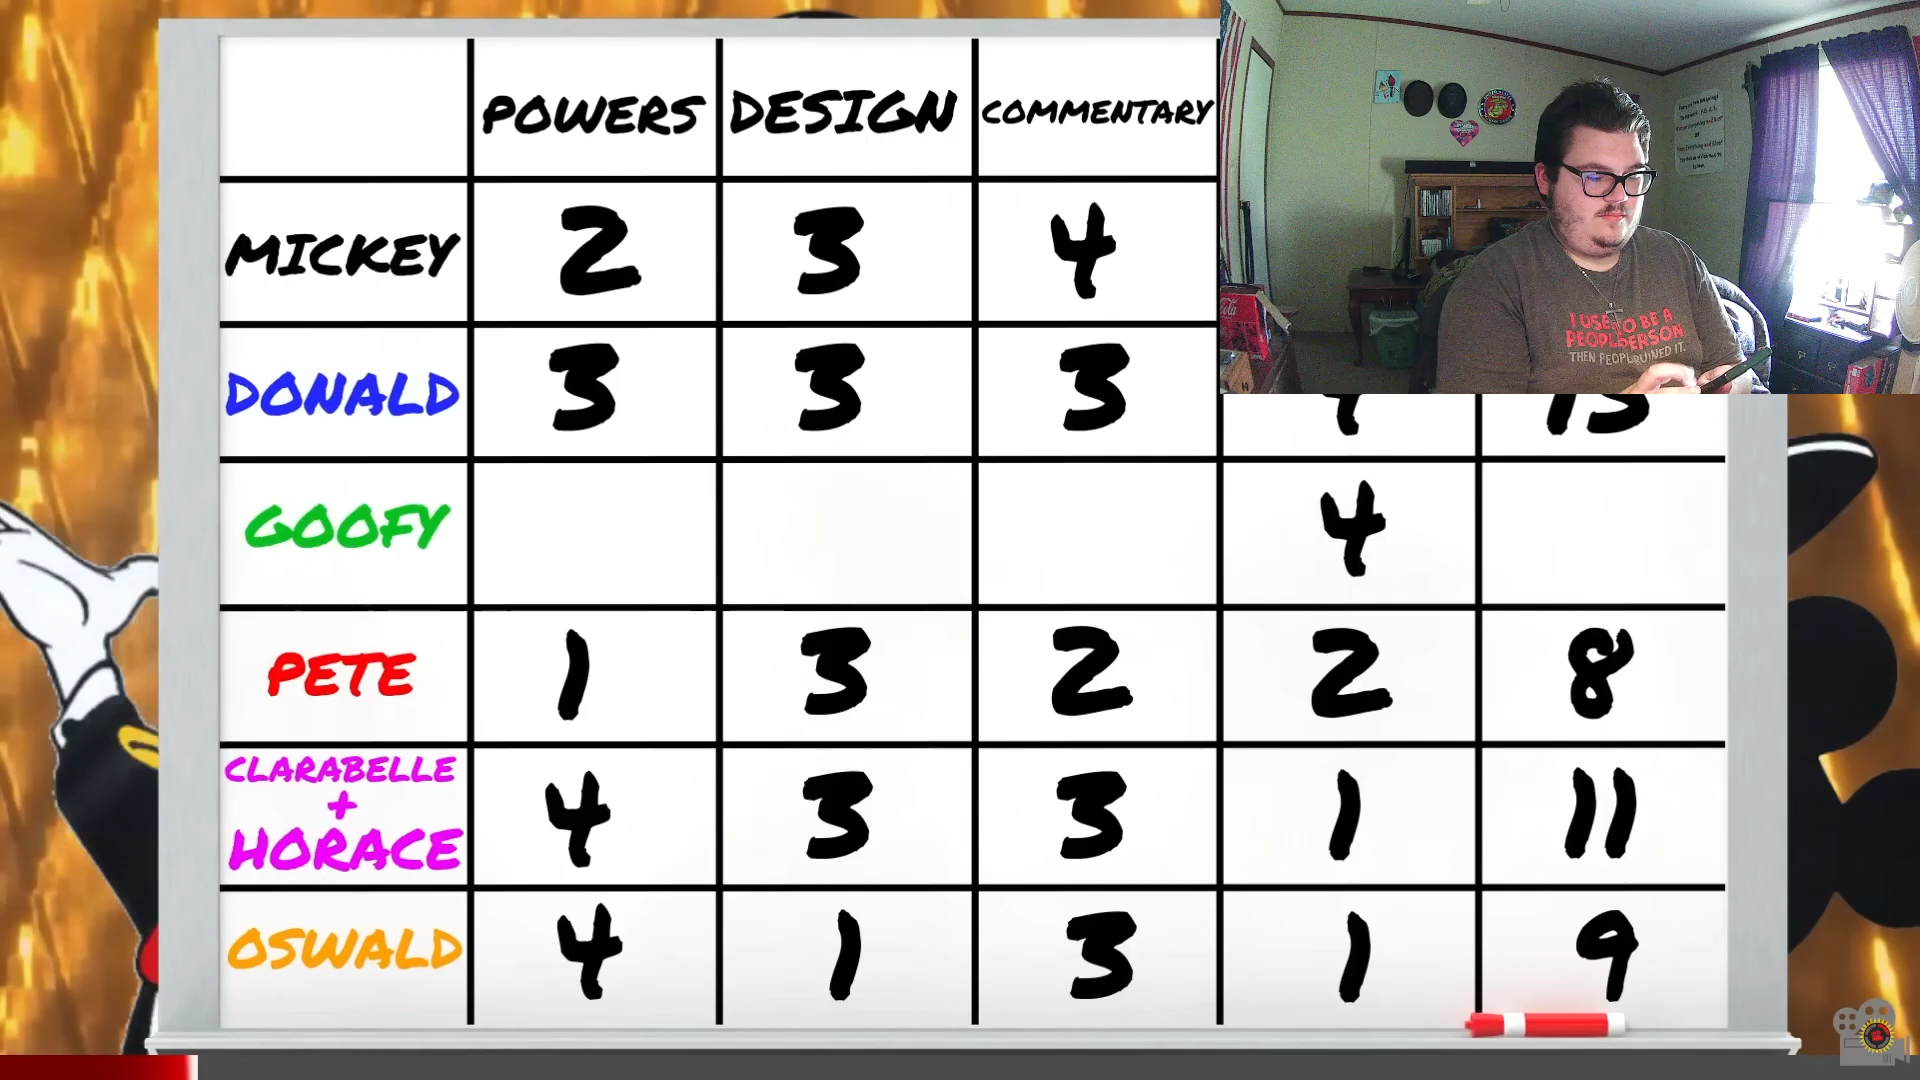 POWERS DESIGN COMMENTARY
MICKEY 2 3 4
DONALD 3 3 3 4 13
GOOFY 4
PETE 1 3 2 2 8
CLARABELLE
+
HORACE 4 3 3 1 11
OSWALD 4 1 3 1 9
I USE TO BE A
PEOPLE PERSON
THEN PEOPLE RUINED IT.